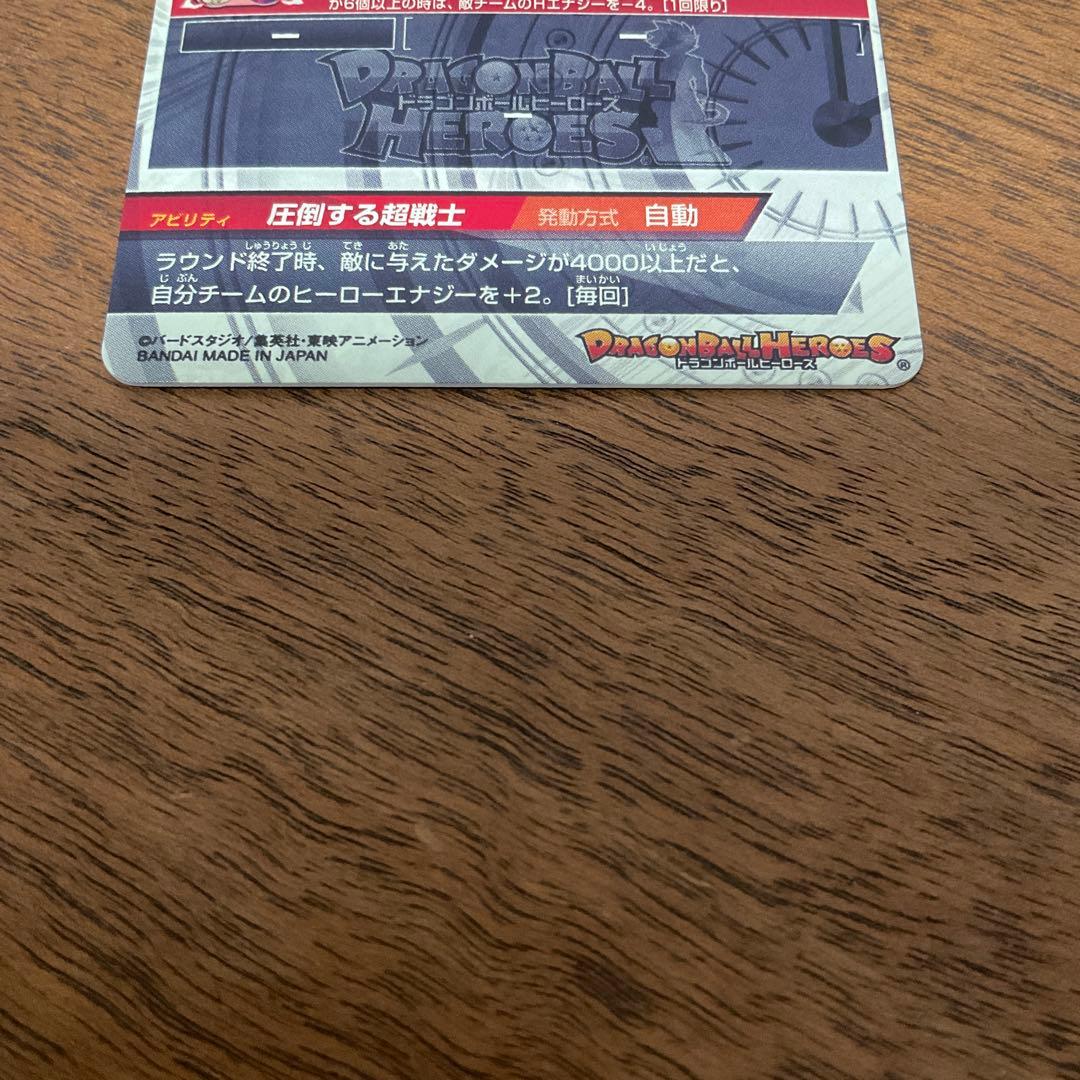 が6個以上の時は、敵チームのHエナジーを−4。[1回限り]
− [ − ]
DRAGON BALL
ドラゴンボールヒーローズ
HEROES
−
アビリティ 圧倒する超戦士 発動方式 自動
しゅうりょうじ てき あた いじょう
ラウンド終了時、敵に与えたダメージが4000以上だと、
じぶん まいかい
自分チームのヒーローエナジーを+2。[毎回]
©バードスタジオ/集英社・東映アニメーション
BANDAI MADE IN JAPAN
DRAGON BALL HEROES
ドラゴンボールヒーローズ ®